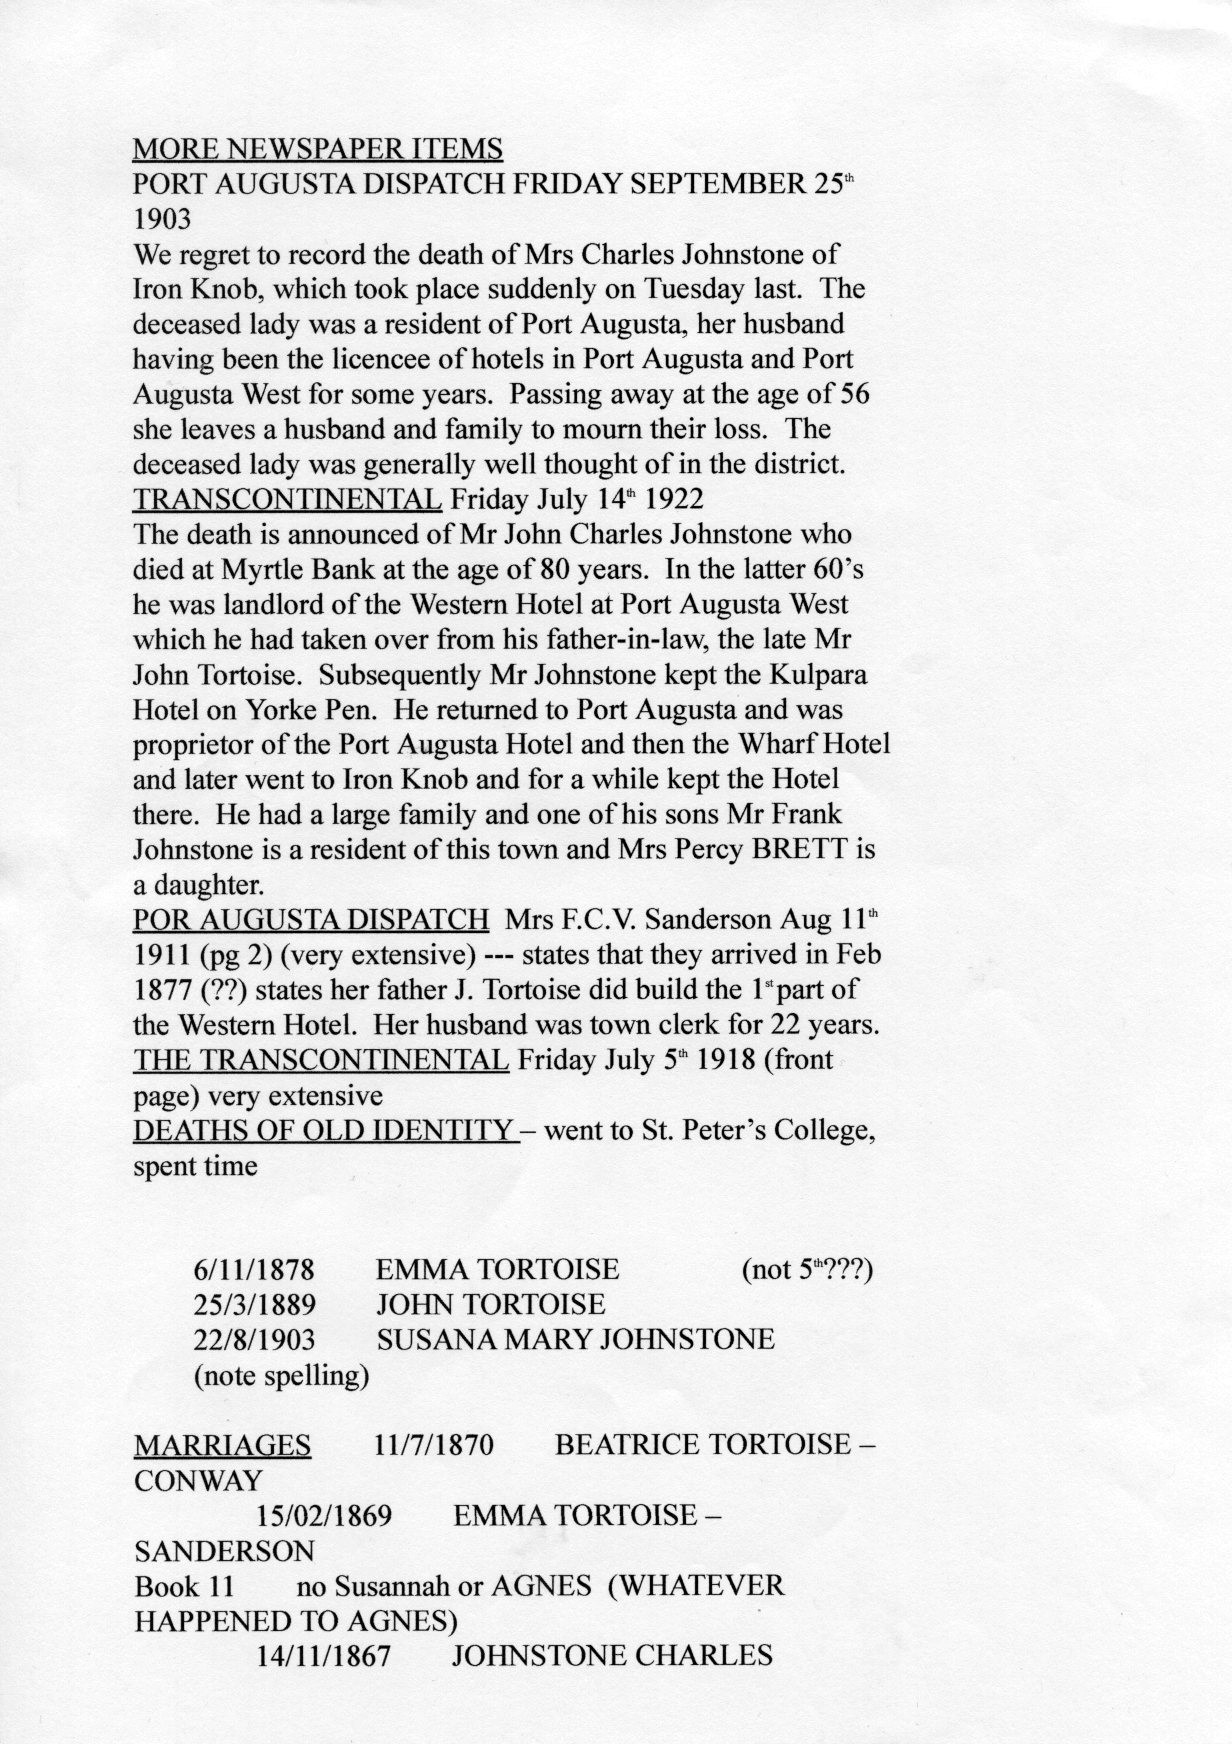 MORE NEWSPAPER ITEMS
PORT AUGUSTA DISPATCH FRIDAY SEPTEMBER 25th
1903
We regret to record the death of Mrs Charles Johnstone of
Iron Knob, which took place suddenly on Tuesday last.  The
deceased lady was a resident of Port Augusta, her husband
having been the licencee of hotels in Port Augusta and Port
Augusta West for some years.  Passing away at the age of 56
she leaves a husband and family to mourn their loss.  The
deceased lady was generally well thought of in the district.
TRANSCONTINENTAL Friday July 14th 1922
The death is announced of Mr John Charles Johnstone who
died at Myrtle Bank at the age of 80 years.  In the latter 60’s
he was landlord of the Western Hotel at Port Augusta West
which he had taken over from his father-in-law, the late Mr
John Tortoise.  Subsequently Mr Johnstone kept the Kulpara
Hotel on Yorke Pen.  He returned to Port Augusta and was
proprietor of the Port Augusta Hotel and then the Wharf Hotel
and later went to Iron Knob and for a while kept the Hotel
there.  He had a large family and one of his sons Mr Frank
Johnstone is a resident of this town and Mrs Percy BRETT is
a daughter.
POR AUGUSTA DISPATCH  Mrs F.C.V. Sanderson Aug 11th
1911 (pg 2) (very extensive) --- states that they arrived in Feb
1877 (??) states her father J. Tortoise did build the 1st part of
the Western Hotel.  Her husband was town clerk for 22 years.
THE TRANSCONTINENTAL Friday July 5th 1918 (front
page) very extensive
DEATHS OF OLD IDENTITY – went to St. Peter’s College,
spent time
6/11/1878 EMMA TORTOISE (not 5th???)
25/3/1889 JOHN TORTOISE
22/8/1903 SUSANA MARY JOHNSTONE
(note spelling)
MARRIAGES 11/7/1870 BEATRICE TORTOISE –
CONWAY
15/02/1869 EMMA TORTOISE –
SANDERSON
Book 11 no Susannah or AGNES  (WHATEVER
HAPPENED TO AGNES)
14/11/1867 JOHNSTONE CHARLES